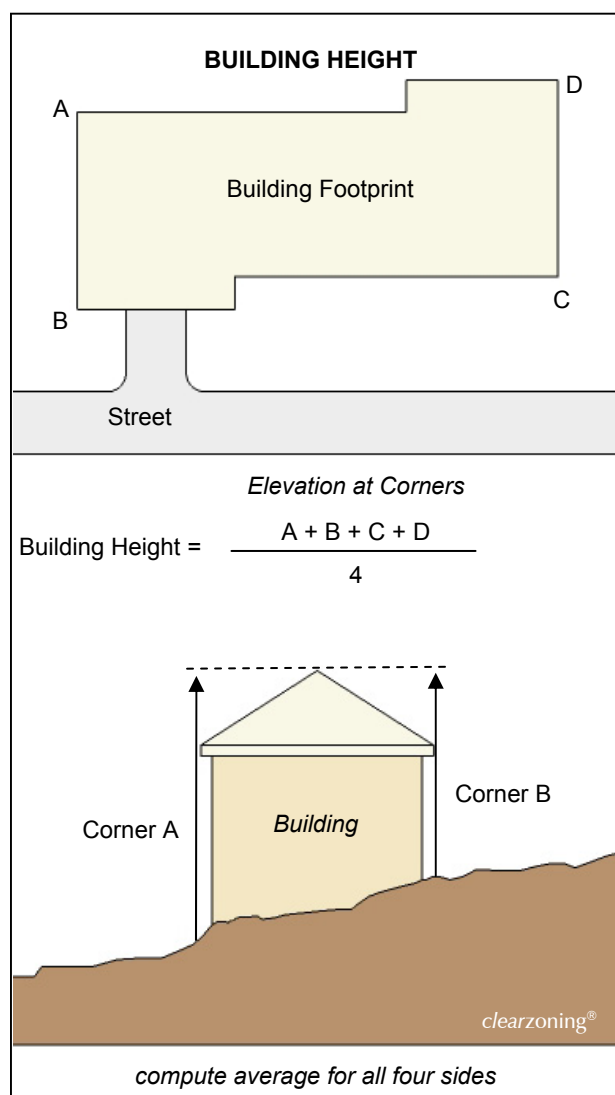 BUILDING HEIGHT
A
D
Building Footprint
B
C
Street
Elevation at Corners
Building Height =
A + B + C + D
4
Corner A
Building
Corner B
clearzoning®
compute average for all four sides